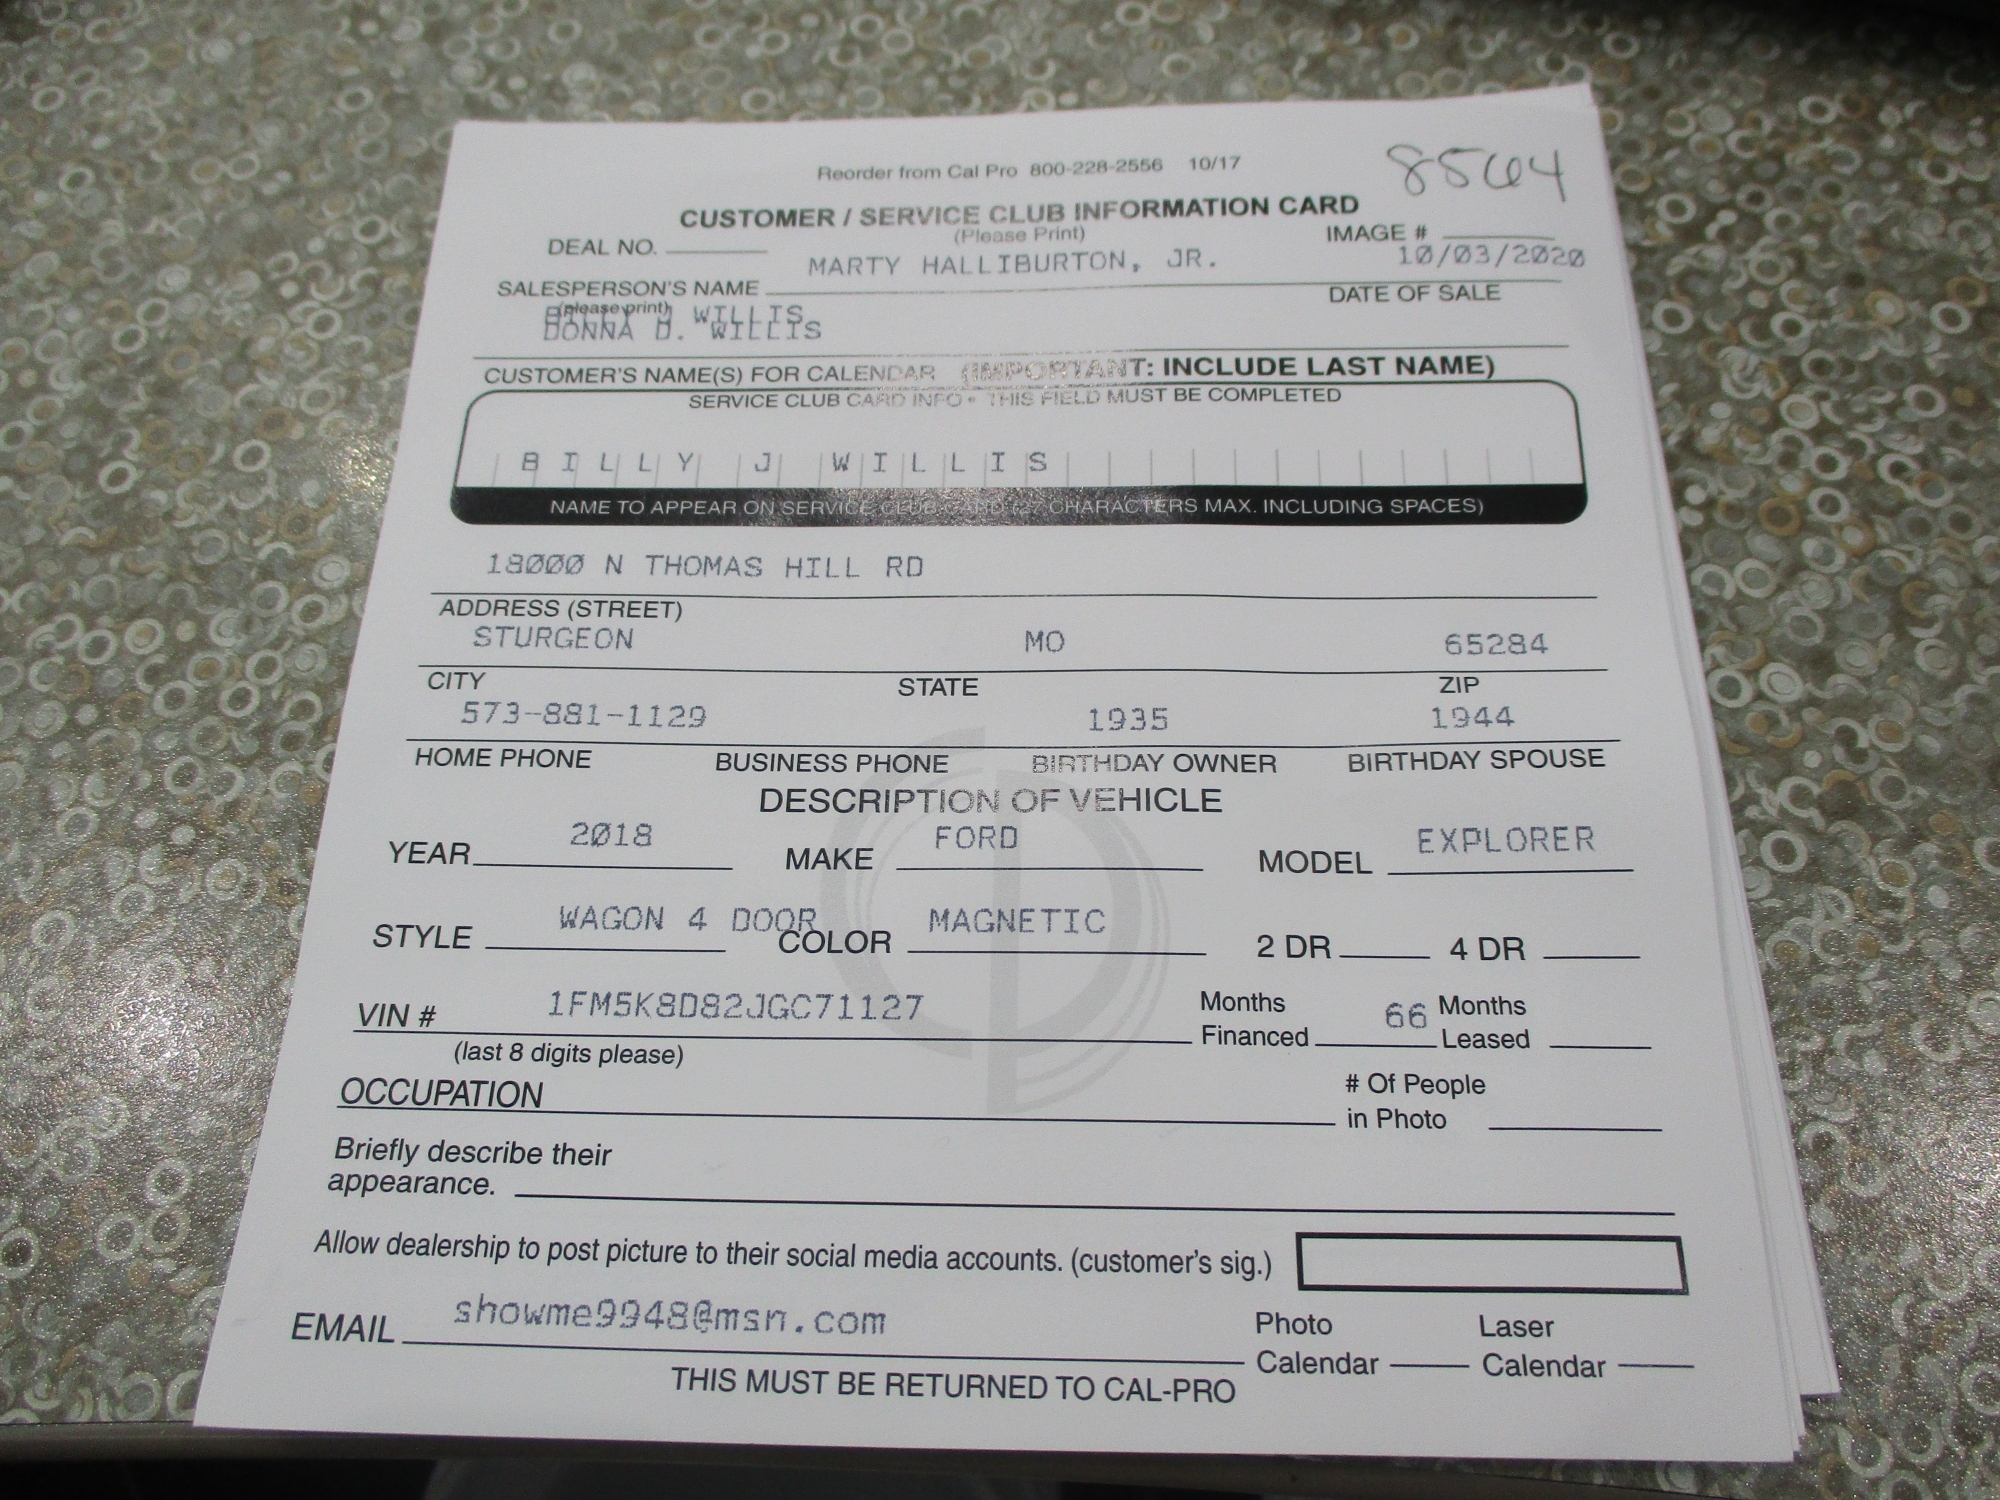 Reorder from Cal Pro 800-228-2556 10/17
8564
CUSTOMER / SERVICE CLUB INFORMATION CARD
(Please Print)
DEAL NO.
IMAGE #
MARTY HALLIBURTON, JR.
10/03/2020
SALESPERSON'S NAME
DATE OF SALE
(please print)
BILLY J WILLIS
DONNA D. WILLIS
CUSTOMER'S NAME(S) FOR CALENDAR (IMPORTANT: INCLUDE LAST NAME)
SERVICE CLUB CARD INFO • THIS FIELD MUST BE COMPLETED
BILLY J WILLIS
NAME TO APPEAR ON SERVICE CLUB CARD (27 CHARACTERS MAX. INCLUDING SPACES)
18000 N THOMAS HILL RD
ADDRESS (STREET)
STURGEON MO 65284
CITY STATE ZIP
573-881-1129 1935 1944
HOME PHONE BUSINESS PHONE BIRTHDAY OWNER BIRTHDAY SPOUSE
DESCRIPTION OF VEHICLE
YEAR 2018 MAKE FORD MODEL EXPLORER
STYLE WAGON 4 DOOR COLOR MAGNETIC 2 DR 4 DR
VIN # 1FM5K8D82JGC71127 Months Financed 66 Months Leased
(last 8 digits please)
OCCUPATION # Of People in Photo
Briefly describe their
appearance.
Allow dealership to post picture to their social media accounts. (customer's sig.)
EMAIL showme9948@msn.com Photo Calendar Laser Calendar
THIS MUST BE RETURNED TO CAL-PRO